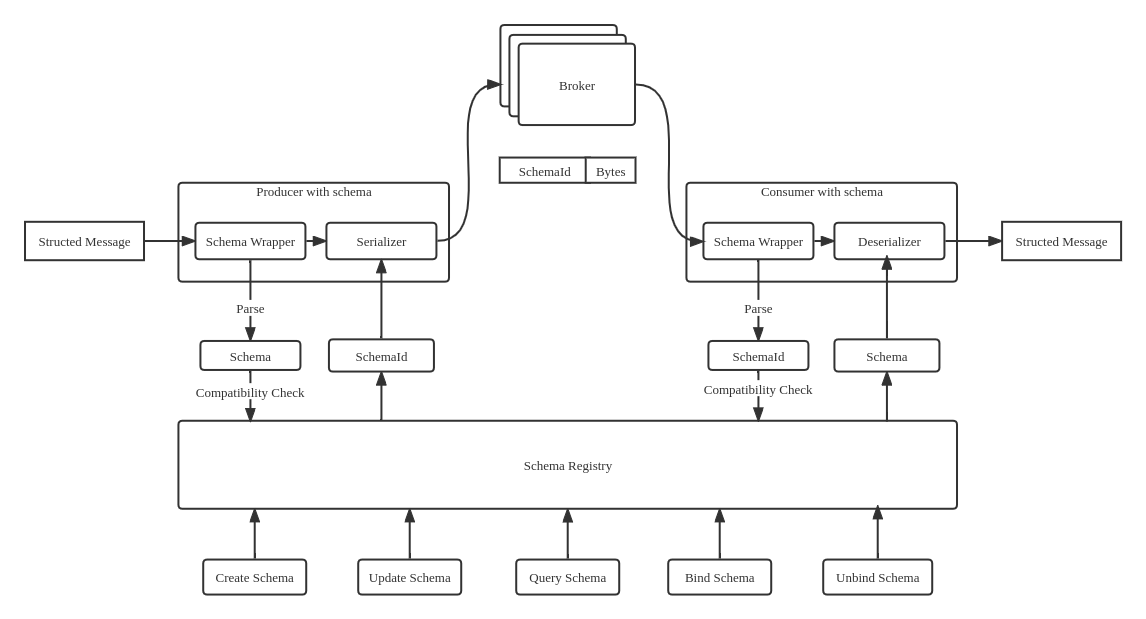 Broker
SchemaId
Bytes
Producer with schema
Consumer with schema
Structed Message
Schema Wrapper
Serializer
Schema Wrapper
Deserializer
Structed Message
Parse
Parse
Schema
SchemaId
SchemaId
Schema
Compatibility Check
Compatibility Check
Schema Registry
Create Schema
Update Schema
Query Schema
Bind Schema
Unbind Schema